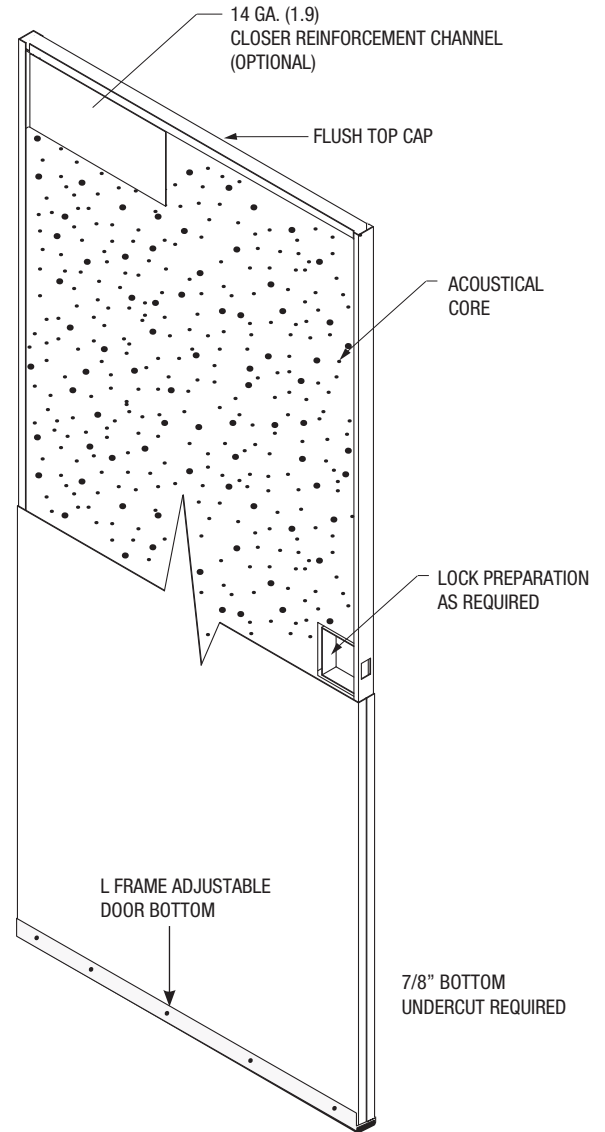 14 GA. (1.9)
CLOSER REINFORCEMENT CHANNEL
(OPTIONAL)
FLUSH TOP CAP
ACOUSTICAL
CORE
LOCK PREPARATION
AS REQUIRED
L FRAME ADJUSTABLE
DOOR BOTTOM
7/8” BOTTOM
UNDERCUT REQUIRED